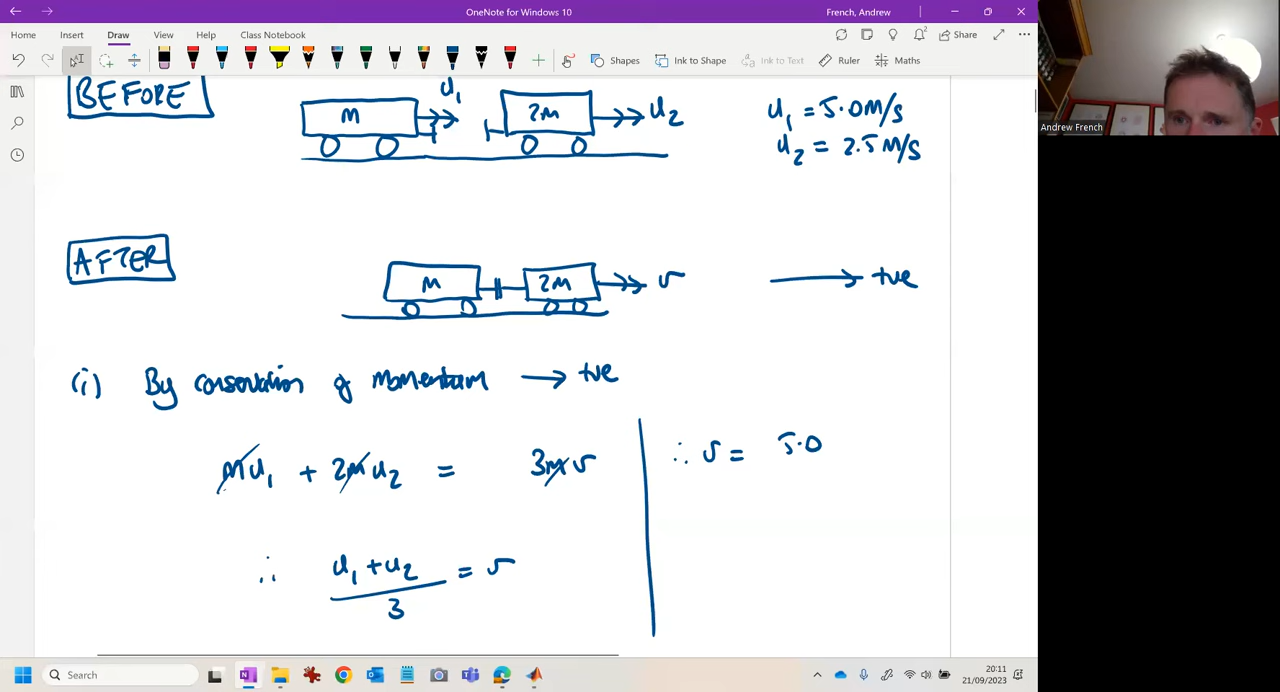 OneNote for Windows 10
French, Andrew
Home Insert Draw View Help Class Notebook
Share
Shapes Ink to Shape Ink to Text Ruler Maths
BEFORE
M u₁ 2M u₂ u₁ = 5.0 m/s
u₂ = 2.5 m/s
AFTER
M 2M v → +ve
(i) By conservation of momentum → +ve
mu₁ + 2mu₂ = 3mv
∴ v = 5.0
∴ (u₁ + u₂)/3 = v
Andrew French
Search
20:11
21/09/2023